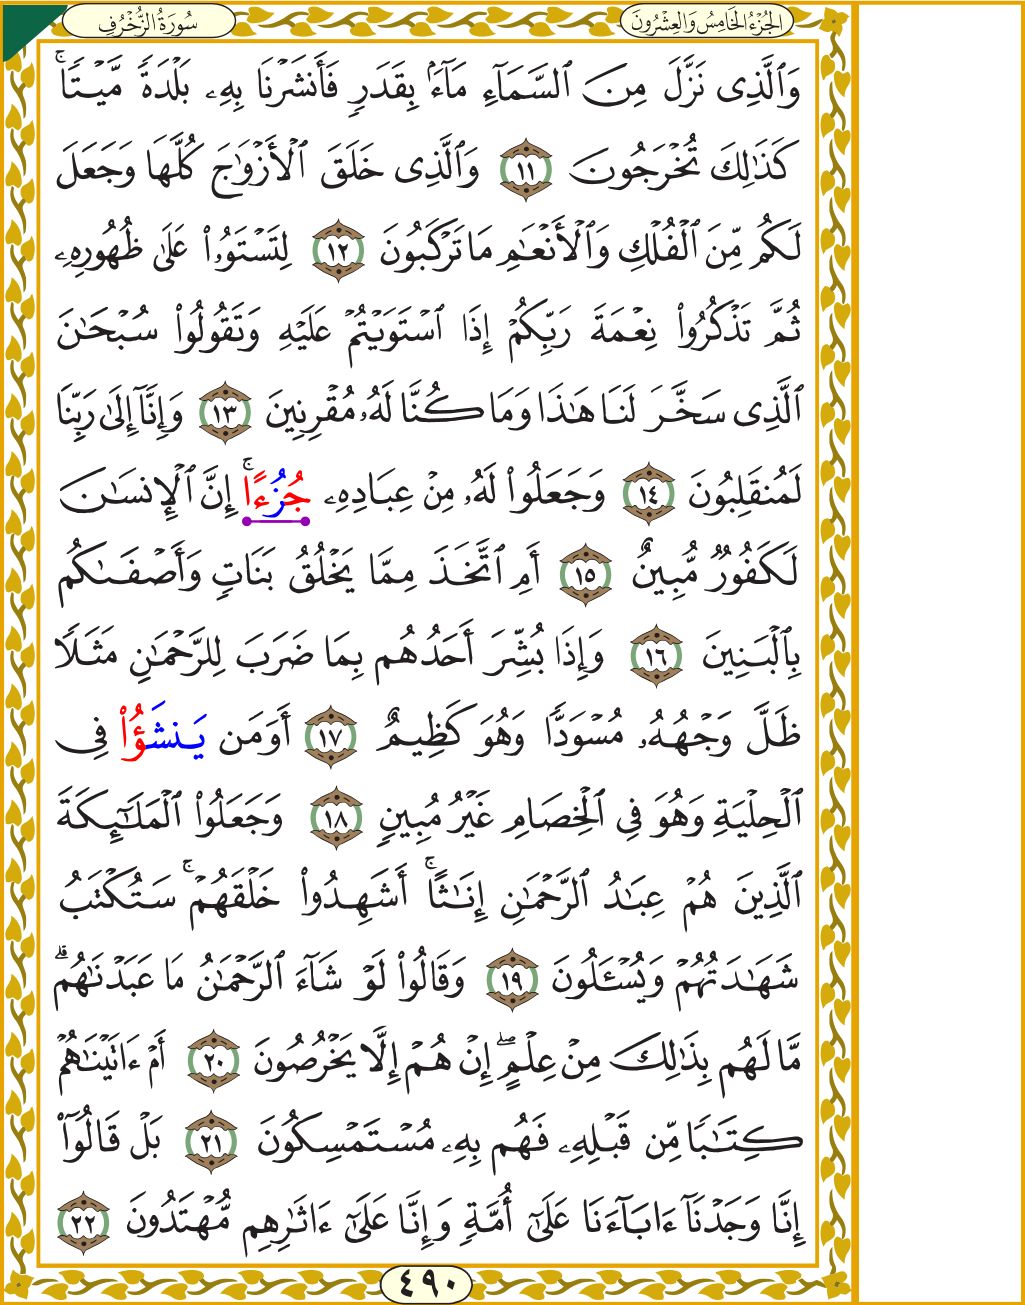 الجُزْءُ الخَامِسُ وَالعِشْرُونَ
سُورَةُ الزُّخْرُفِ
وَٱلَّذِى نَزَّلَ مِنَ ٱلسَّمَآءِ مَآءَۢ بِقَدَرٍ فَأَنشَرْنَا بِهِۦ بَلْدَةً مَّيْتًا ۚ
كَذَٰلِكَ تُخْرَجُونَ ١١ وَٱلَّذِى خَلَقَ ٱلْأَزْوَٰجَ كُلَّهَا وَجَعَلَ
لَكُم مِّنَ ٱلْفُلْكِ وَٱلْأَنْعَٰمِ مَا تَرْكَبُونَ ١٢ لِتَسْتَوُۥا۟ عَلَىٰ ظُهُورِهِۦ
ثُمَّ تَذْكُرُوا۟ نِعْمَةَ رَبِّكُمْ إِذَا ٱسْتَوَيْتُمْ عَلَيْهِ وَتَقُولُوا۟ سُبْحَٰنَ
ٱلَّذِى سَخَّرَ لَنَا هَٰذَا وَمَا كُنَّا لَهُۥ مُقْرِنِينَ ١٣ وَإِنَّآ إِلَىٰ رَبِّنَا
لَمُنقَلِبُونَ ١٤ وَجَعَلُوا۟ لَهُۥ مِنْ عِبَادِهِۦ جُزُءًا ۚ إِنَّ ٱلْإِنسَٰنَ
لَكَفُورٌ مُّبِينٌ ١٥ أَمِ ٱتَّخَذَ مِمَّا يَخْلُقُ بَنَاتٍ وَأَصْفَىٰكُم
بِٱلْبَنِينَ ١٦ وَإِذَا بُشِّرَ أَحَدُهُم بِمَا ضَرَبَ لِلرَّحْمَٰنِ مَثَلًا
ظَلَّ وَجْهُهُۥ مُسْوَدًّا وَهُوَ كَظِيمٌ ١٧ أَوَمَن يَنشَؤُا۟ فِى
ٱلْحِلْيَةِ وَهُوَ فِى ٱلْخِصَامِ غَيْرُ مُبِينٍ ١٨ وَجَعَلُوا۟ ٱلْمَلَٰٓئِكَةَ
ٱلَّذِينَ هُمْ عِبَٰدُ ٱلرَّحْمَٰنِ إِنَٰثًا ۚ أَشَهِدُوا۟ خَلْقَهُمْ ۚ سَتُكْتَبُ
شَهَٰدَتُهُمْ وَيُسْـَٔلُونَ ١٩ وَقَالُوا۟ لَوْ شَآءَ ٱلرَّحْمَٰنُ مَا عَبَدْنَٰهُم ۗ
مَّا لَهُم بِذَٰلِكَ مِنْ عِلْمٍ ۖ إِنْ هُمْ إِلَّا يَخْرُصُونَ ٢٠ أَمْ ءَاتَيْنَٰهُمْ
كِتَٰبًا مِّن قَبْلِهِۦ فَهُم بِهِۦ مُسْتَمْسِكُونَ ٢١ بَلْ قَالُوٓا۟
إِنَّا وَجَدْنَآ ءَابَآءَنَا عَلَىٰٓ أُمَّةٍ وَإِنَّا عَلَىٰٓ ءَاثَٰرِهِم مُّهْتَدُونَ ٢٢
٤٩٠